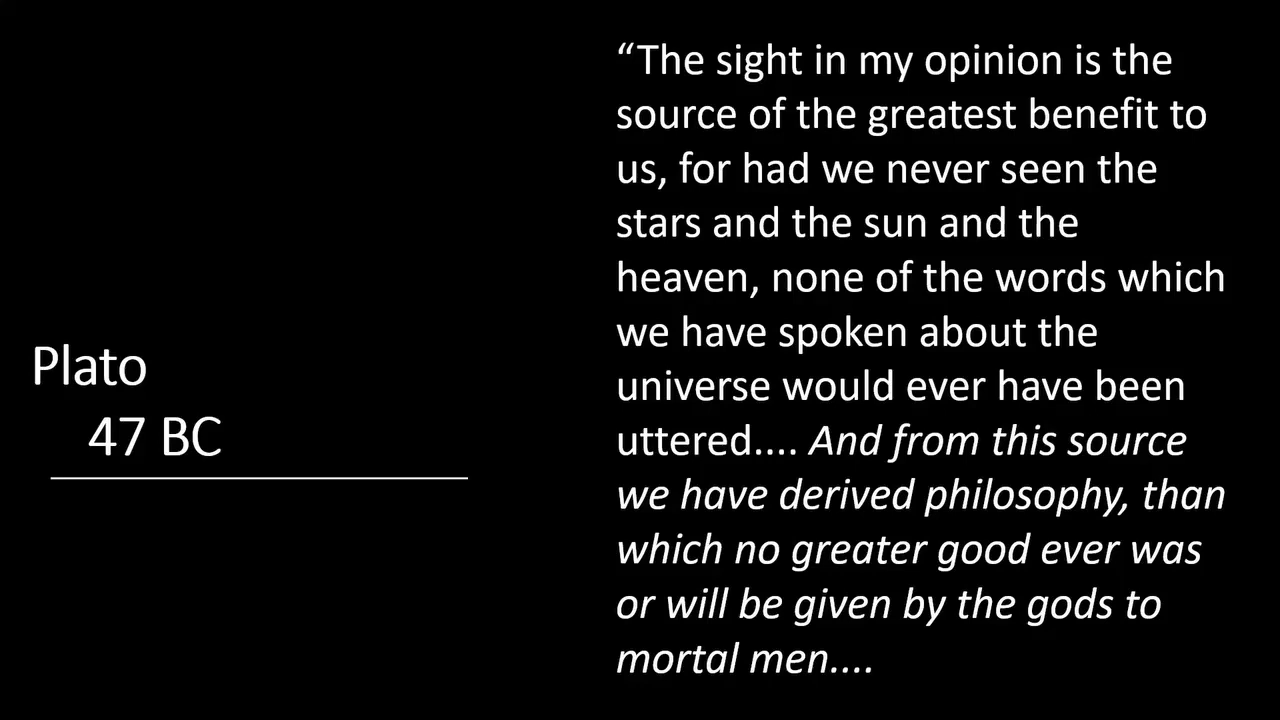 Plato
47 BC
“The sight in my opinion is the
source of the greatest benefit to
us, for had we never seen the
stars and the sun and the
heaven, none of the words which
we have spoken about the
universe would ever have been
uttered.... And from this source
we have derived philosophy, than
which no greater good ever was
or will be given by the gods to
mortal men....